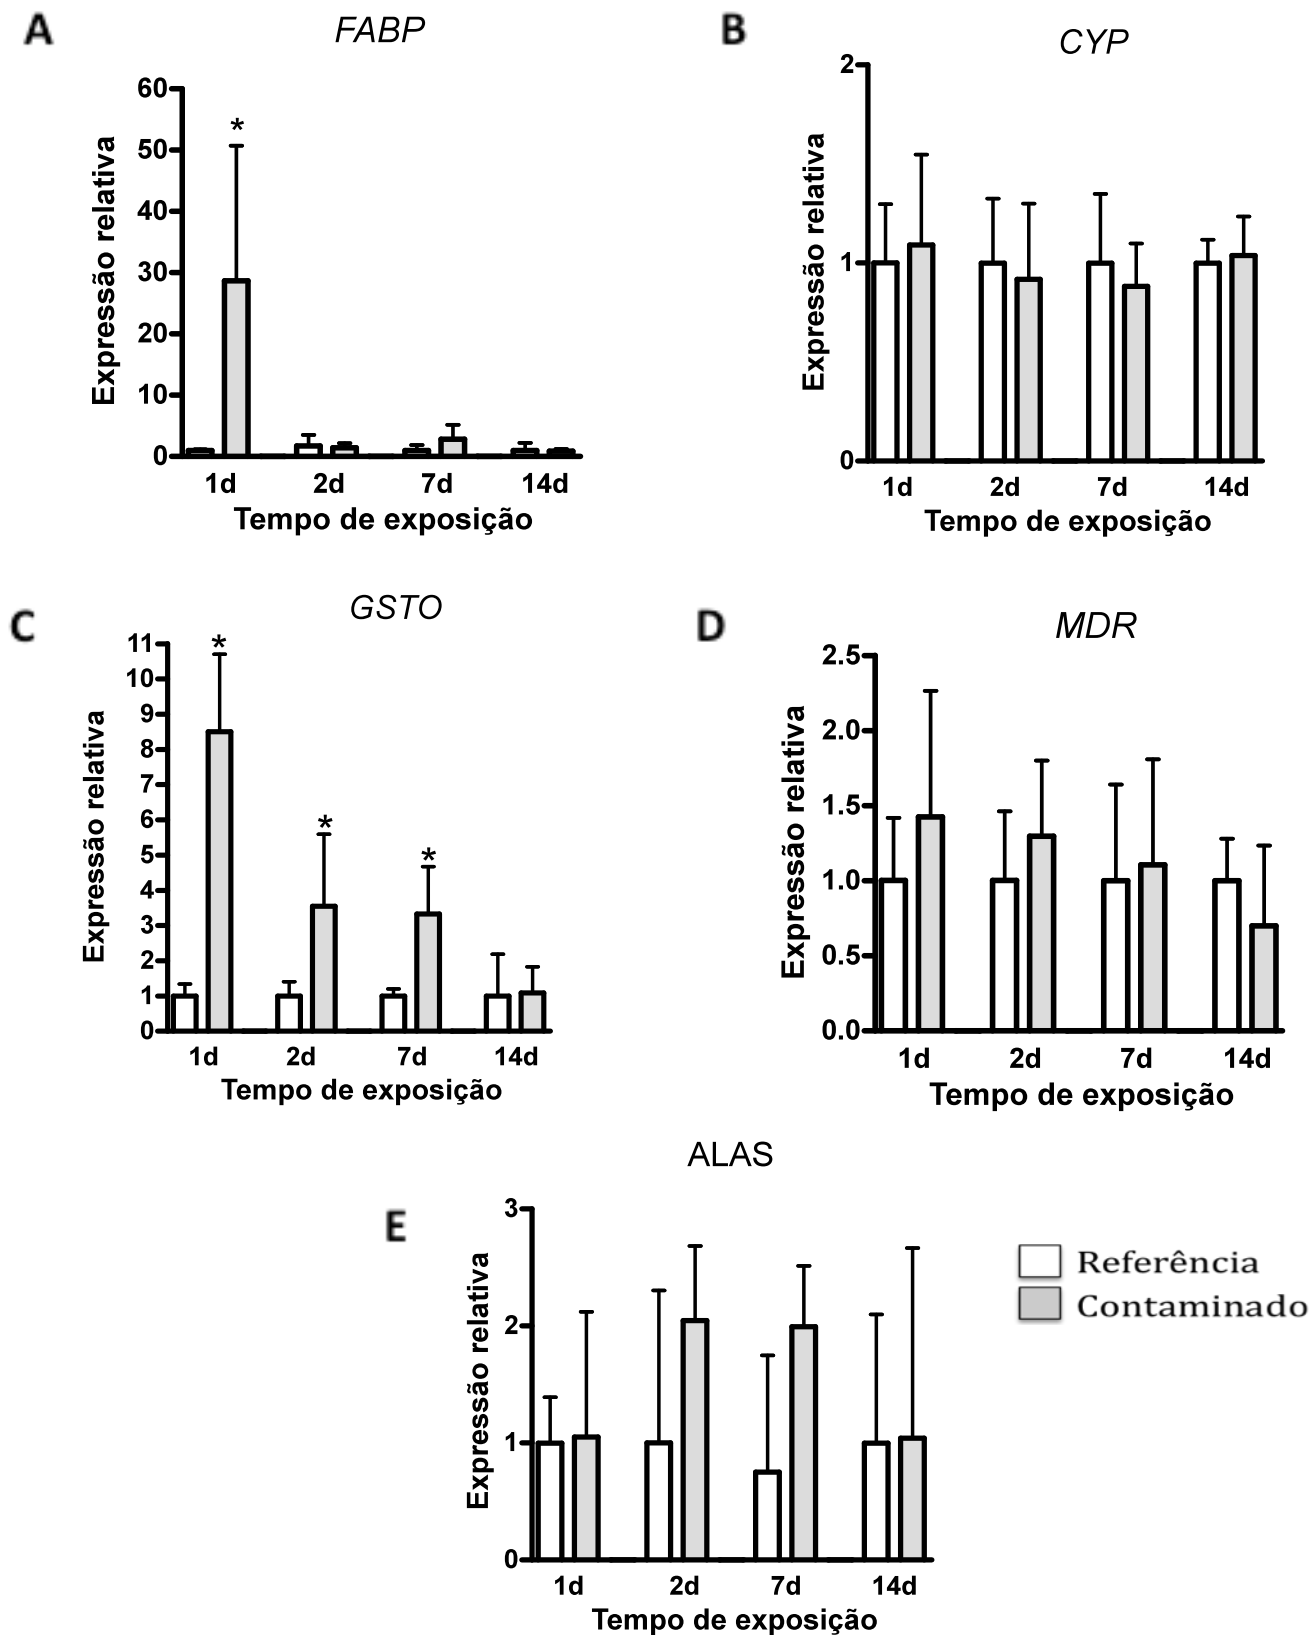 A
FABP
*
60
50
40
30
20
10
0
Expressão relativa
1d 2d 7d 14d
Tempo de exposição
B
CYP
2
1
0
Expressão relativa
1d 2d 7d 14d
Tempo de exposição
C
GSTO
* * *
11
10
9
8
7
6
5
4
3
2
1
0
Expressão relativa
1d 2d 7d 14d
Tempo de exposição
D
MDR
2.5
2.0
1.5
1.0
0.5
0.0
Expressão relativa
1d 2d 7d 14d
Tempo de exposição
E
ALAS
3
2
1
0
Expressão relativa
1d 2d 7d 14d
Tempo de exposição
Referência
Contaminado